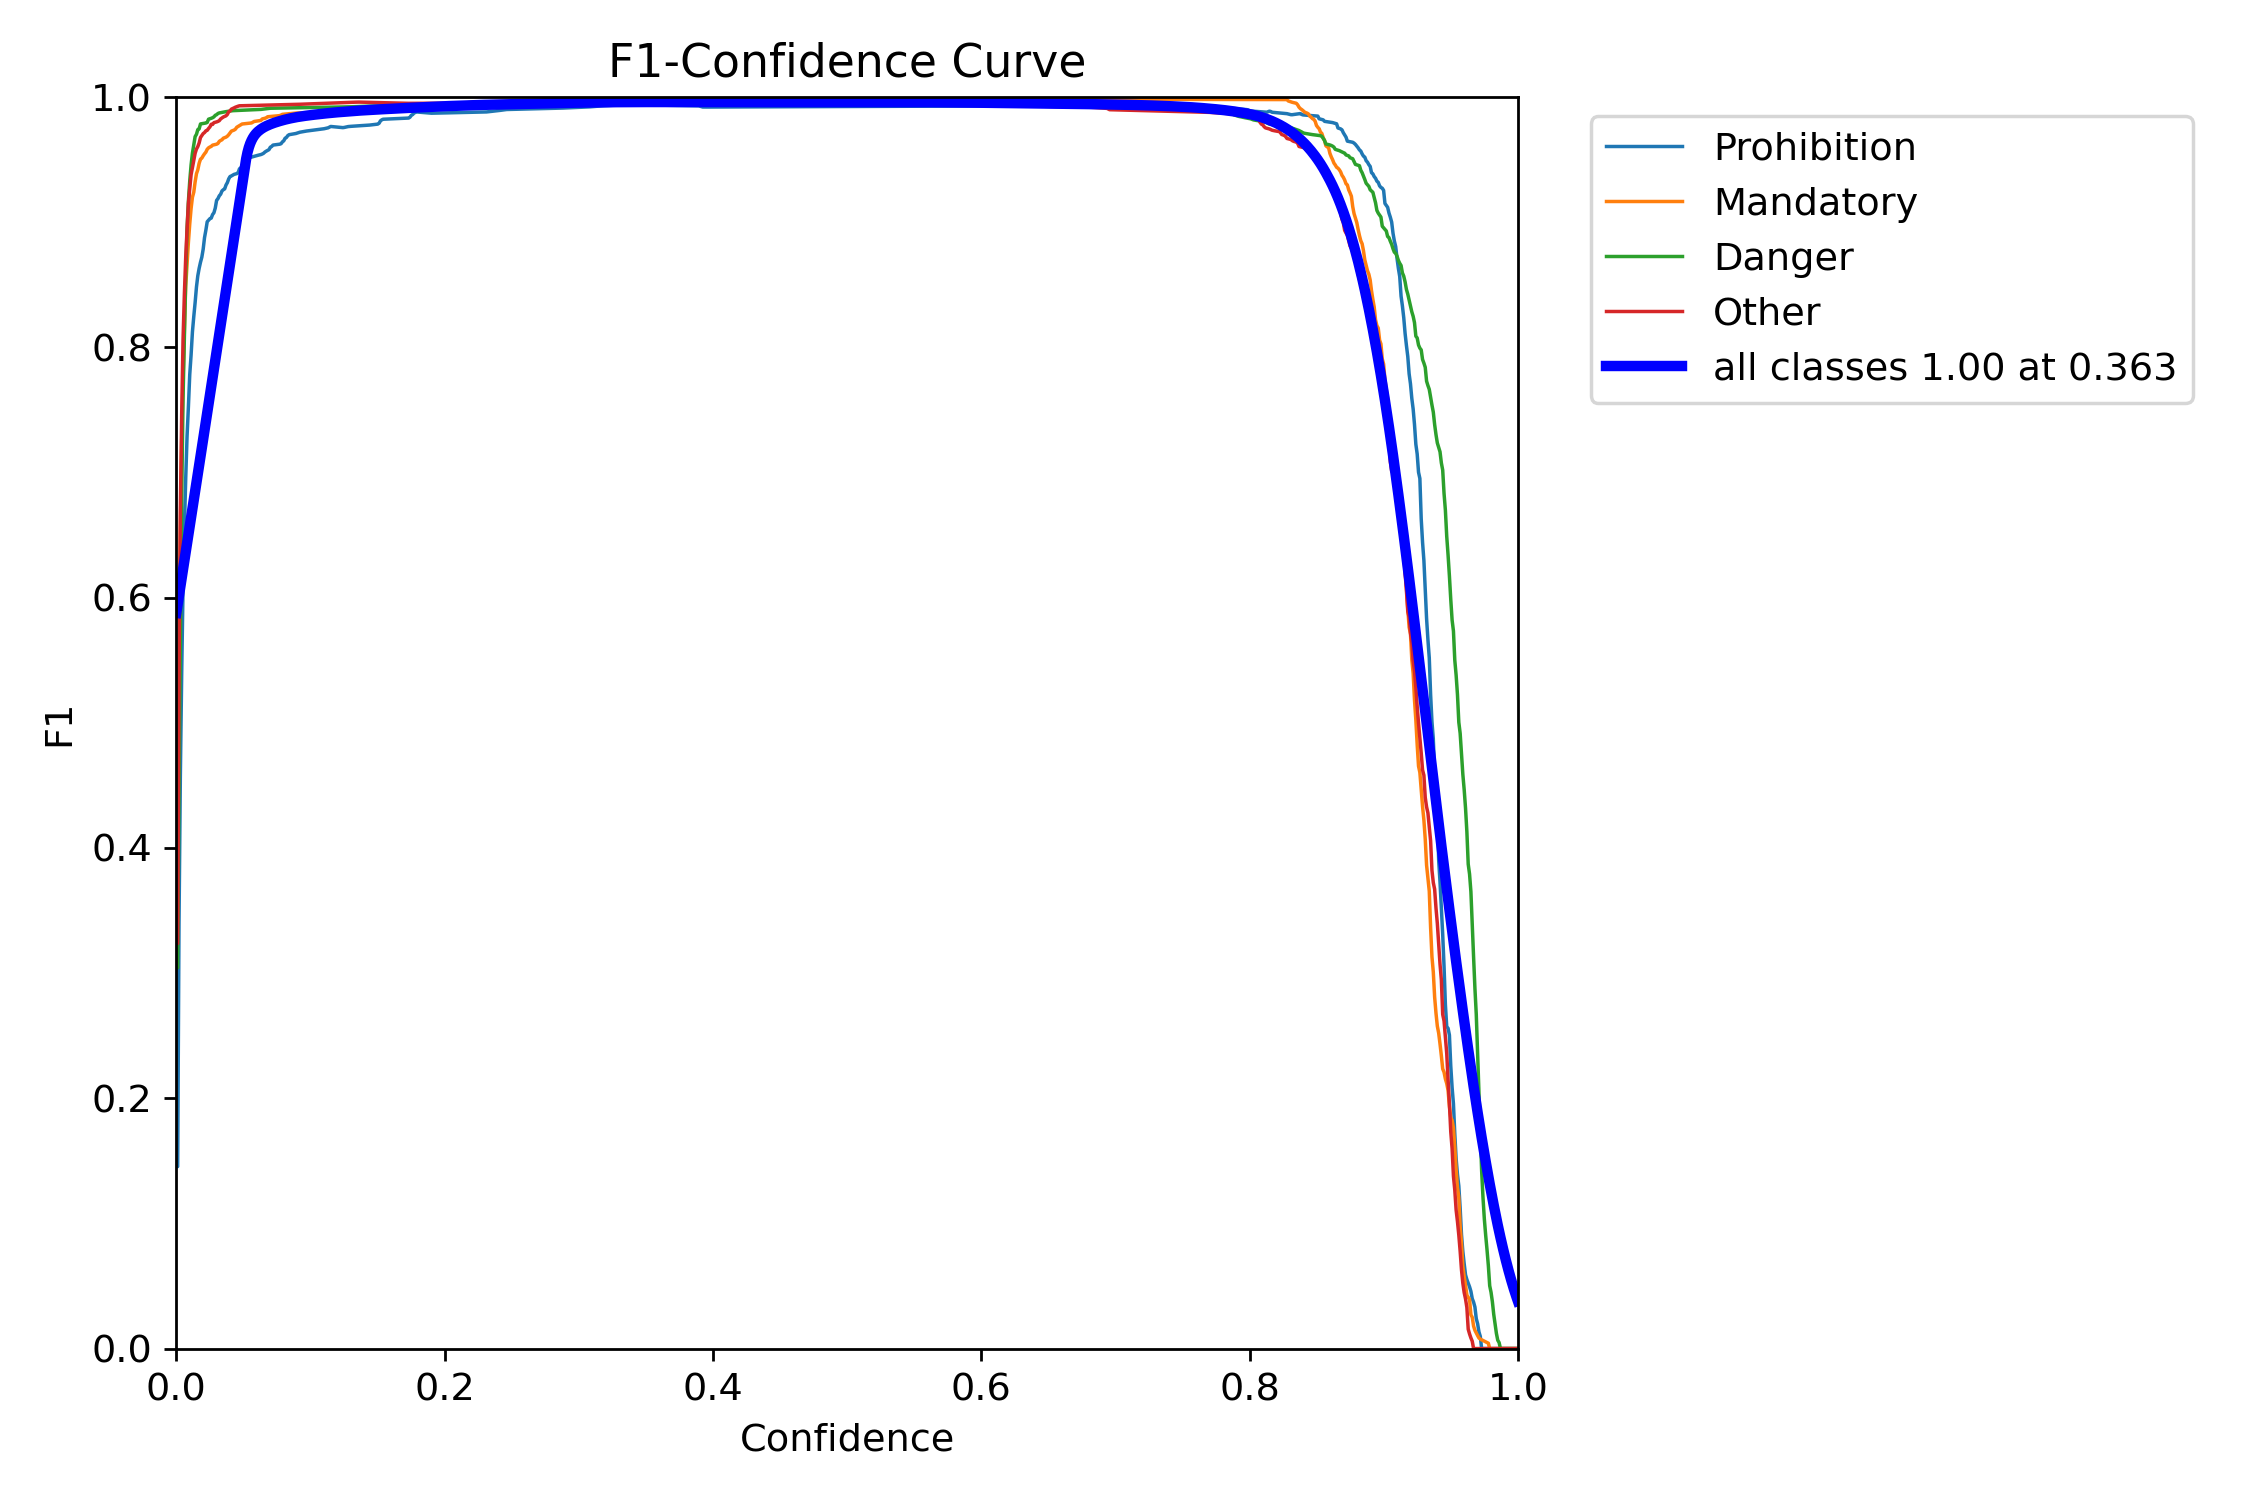 F1-Confidence Curve
1.0
0.8
0.6
0.4
0.2
0.0
F1
0.0 0.2 0.4 0.6 0.8 1.0
Confidence
Prohibition
Mandatory
Danger
Other
all classes 1.00 at 0.363